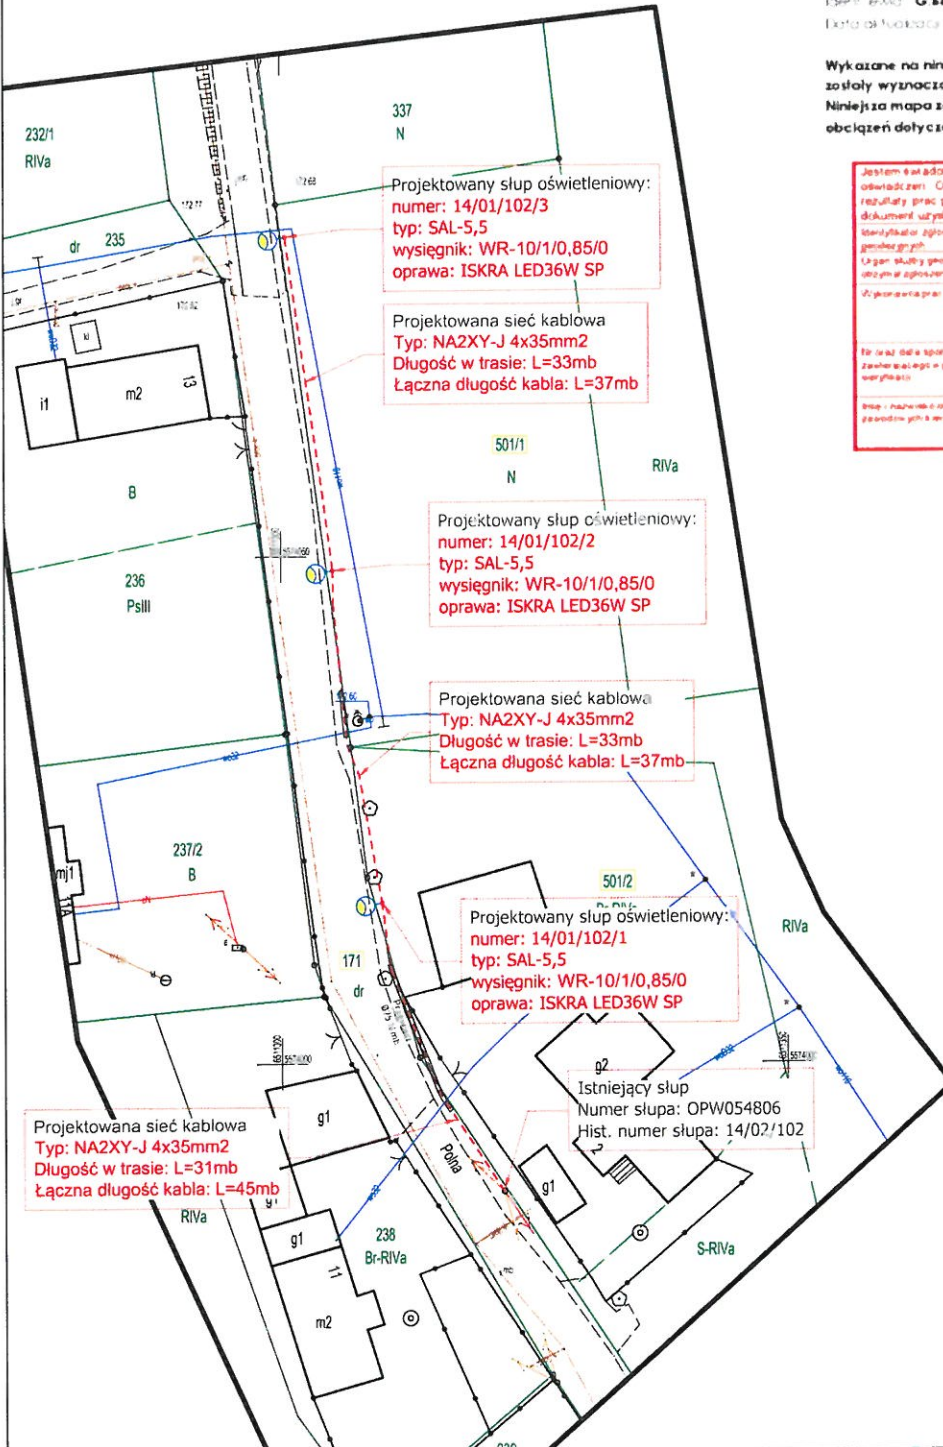 Wykazane na nin
zostały wyznacza
Niniejsza mapa z
obciążeń dotycz
232/1
RIVa
337
N
dr 235
Projektowany słup oświetleniowy:
numer: 14/01/102/3
typ: SAL-5,5
wysięgnik: WR-10/1/0,85/0
oprawa: ISKRA LED36W SP
Projektowana sieć kablowa
Typ: NA2XY-J 4x35mm2
Długość w trasie: L=33mb
Łączna długość kabla: L=37mb
i1
m2
13
501/1
N
RIVa
B
Projektowany słup oświetleniowy:
numer: 14/01/102/2
typ: SAL-5,5
wysięgnik: WR-10/1/0,85/0
oprawa: ISKRA LED36W SP
236
PsIII
Projektowana sieć kablowa
Typ: NA2XY-J 4x35mm2
Długość w trasie: L=33mb
Łączna długość kabla: L=37mb
237/2
B
mj1
11A
501/2
RIVa
Projektowany słup oświetleniowy:
numer: 14/01/102/1
typ: SAL-5,5
wysięgnik: WR-10/1/0,85/0
oprawa: ISKRA LED36W SP
171
dr
g2
Istniejący słup
Numer słupa: OPW054806
Hist. numer słupa: 14/02/102
2
g1
Projektowana sieć kablowa
Typ: NA2XY-J 4x35mm2
Długość w trasie: L=31mb
Łączna długość kabla: L=45mb
Polna
g1
RIVa
g1
238
Br-RIVa
S-RIVa
11
m2